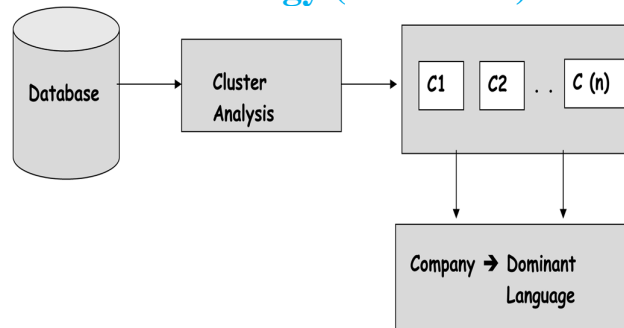 Database
Cluster
Analysis
C1 C2 . . C (n)
Company → Dominant
Language